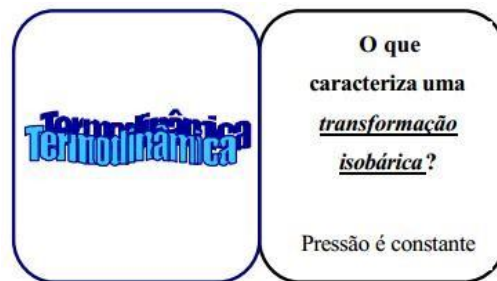 Termodinâmica
O que
caracteriza uma
transformação
isobárica?
Pressão é constante